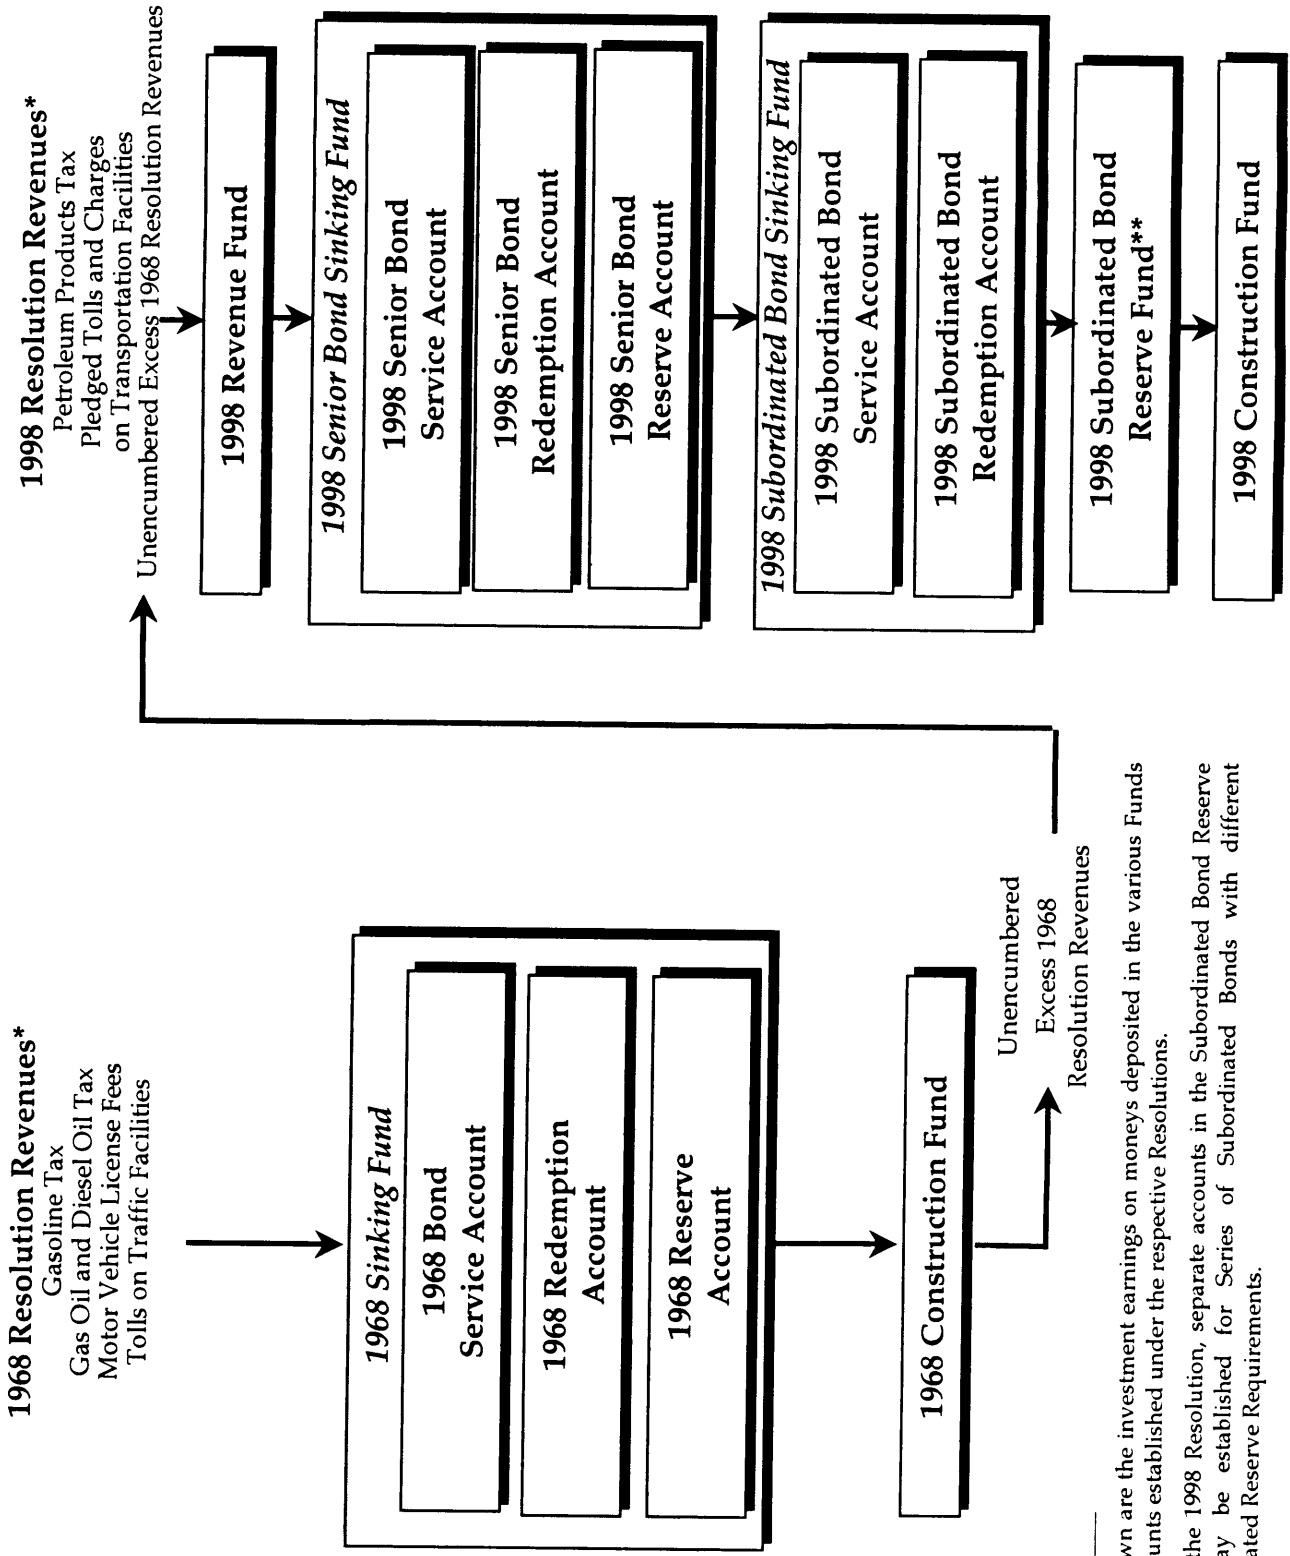 1968 Resolution Revenues*
Gasoline Tax
Gas Oil and Diesel Oil Tax
Motor Vehicle License Fees
Tolls on Traffic Facilities
1968 Sinking Fund
1968 Bond
Service Account
1968 Redemption
Account
1968 Reserve
Account
1968 Construction Fund
Unencumbered
Excess 1968
Resolution Revenues
1998 Resolution Revenues*
Petroleum Products Tax
Pledged Tolls and Charges
on Transportation Facilities
Unencumbered Excess 1968 Resolution Revenues
1998 Revenue Fund
1998 Senior Bond Sinking Fund
1998 Senior Bond
Service Account
1998 Senior Bond
Redemption Account
1998 Senior Bond
Reserve Account
1998 Subordinated Bond Sinking Fund
1998 Subordinated Bond
Service Account
1998 Subordinated Bond
Redemption Account
1998 Subordinated Bond
Reserve Fund**
1998 Construction Fund
are the investment earnings on moneys deposited in the various Funds
established under the respective Resolutions.
the 1998 Resolution, separate accounts in the Subordinated Bond Reserve
be established for Series of Subordinated Bonds with different
Reserve Requirements.